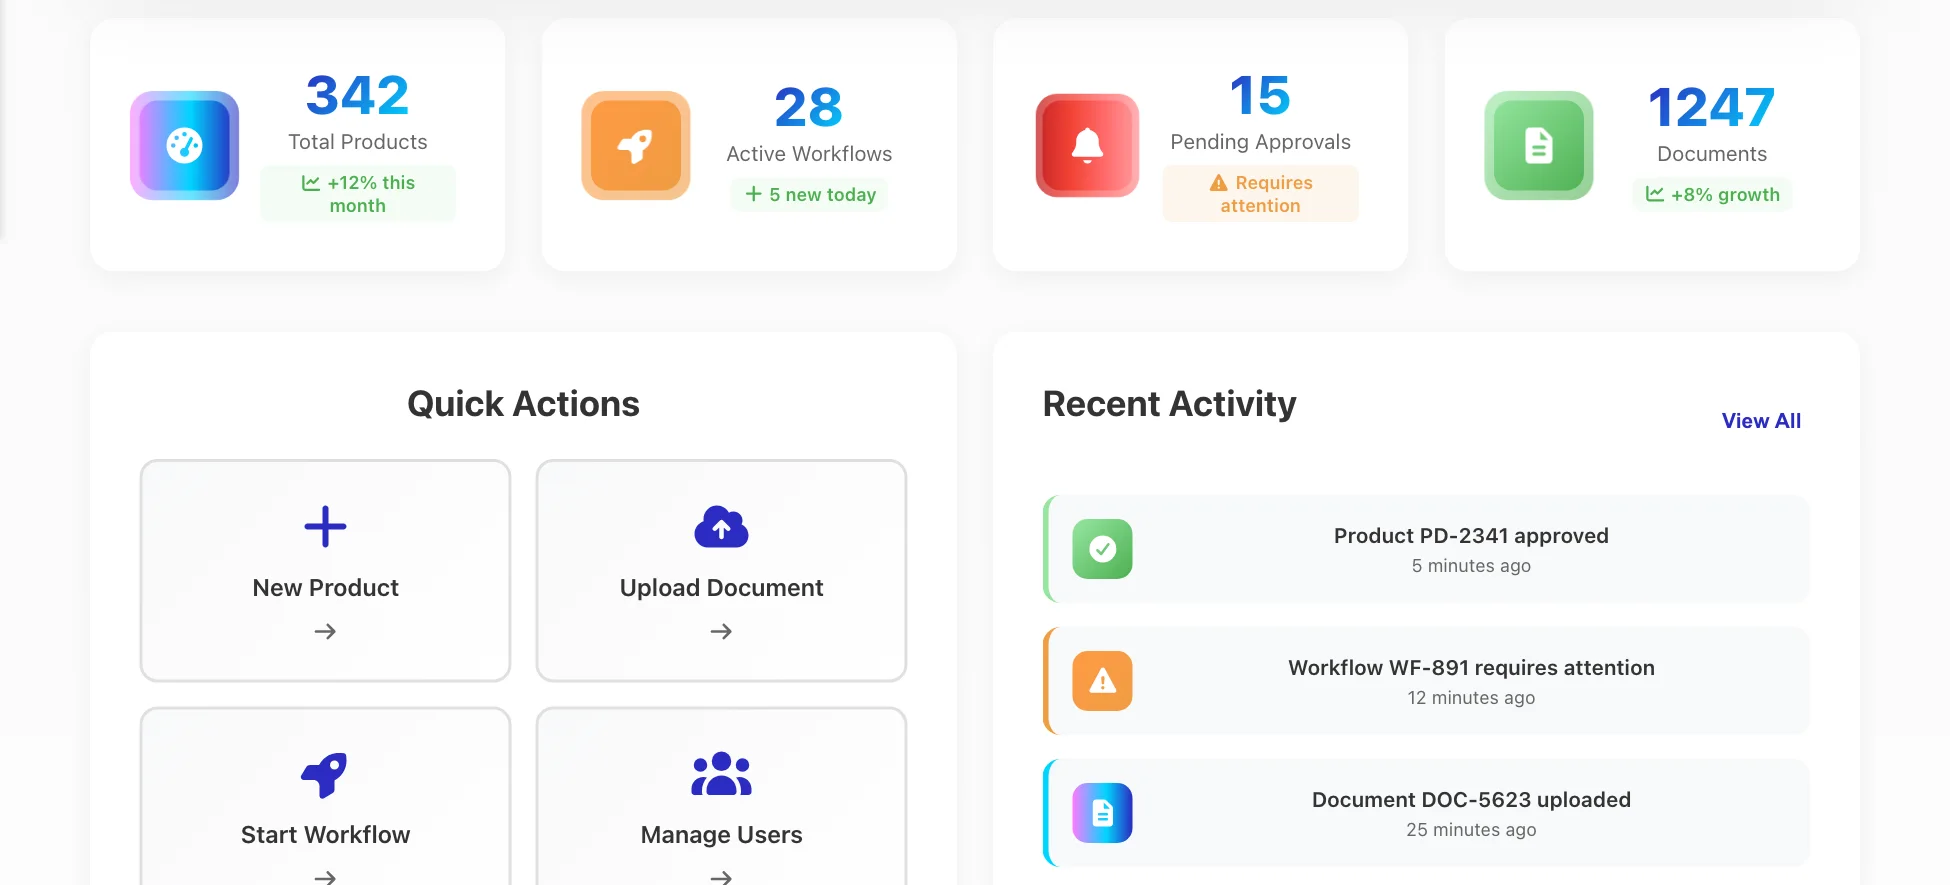 342
Total Products
+12% this
month
28
Active Workflows
+ 5 new today
15
Pending Approvals
Requires
attention
1247
Documents
+8% growth
Quick Actions
New Product
Upload Document
Start Workflow
Manage Users
Recent Activity
View All
Product PD-2341 approved
5 minutes ago
Workflow WF-891 requires attention
12 minutes ago
Document DOC-5623 uploaded
25 minutes ago